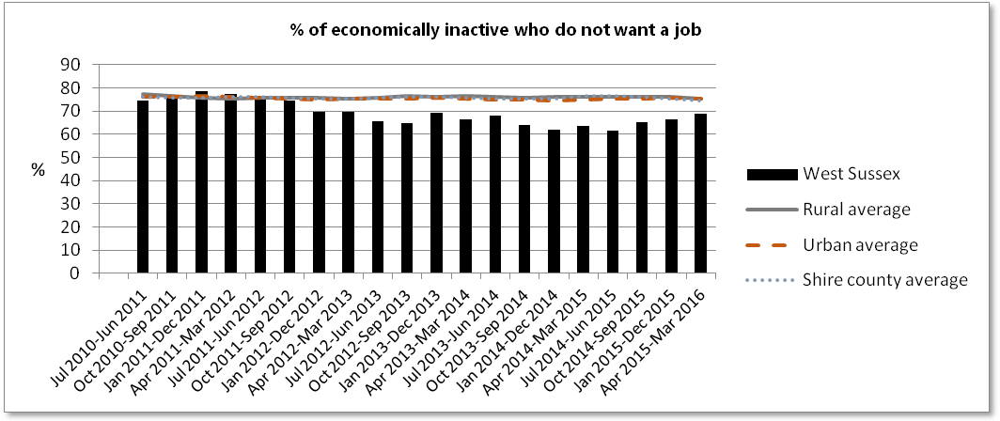 % of economically inactive who do not want a job
90
80
70
60
50
40
30
20
10
0
%
Jul 2010-Jun 2011
Oct 2010-Sep 2011
Jan 2011-Dec 2011
Apr 2011-Mar 2012
Jul 2011-Jun 2012
Oct 2011-Sep 2012
Jan 2012-Dec 2012
Apr 2012-Mar 2013
Jul 2012-Jun 2013
Oct 2012-Sep 2013
Jan 2013-Dec 2013
Apr 2013-Mar 2014
Jul 2013-Jun 2014
Oct 2013-Sep 2014
Jan 2014-Dec 2014
Apr 2014-Mar 2015
Jul 2014-Jun 2015
Oct 2014-Sep 2015
Jan 2015-Dec 2015
Apr 2015-Mar 2016
West Sussex
Rural average
Urban average
Shire county average